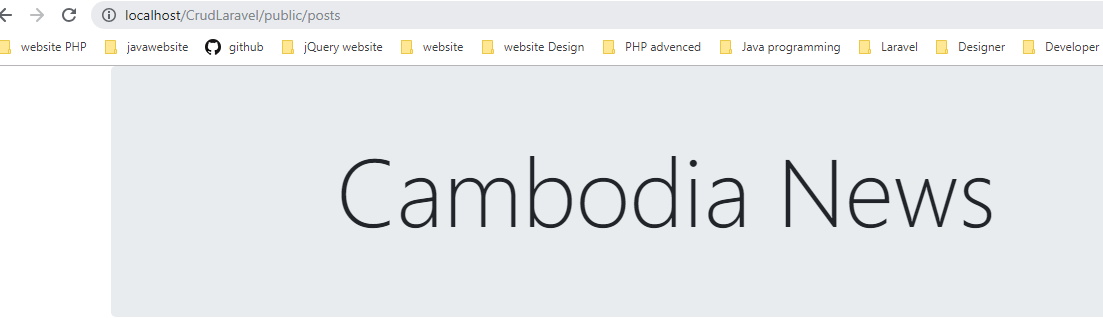 localhost/CrudLaravel/public/posts
website PHP javawebsite github jQuery website website website Design PHP advenced Java programming Laravel Designer Developer
Cambodia News